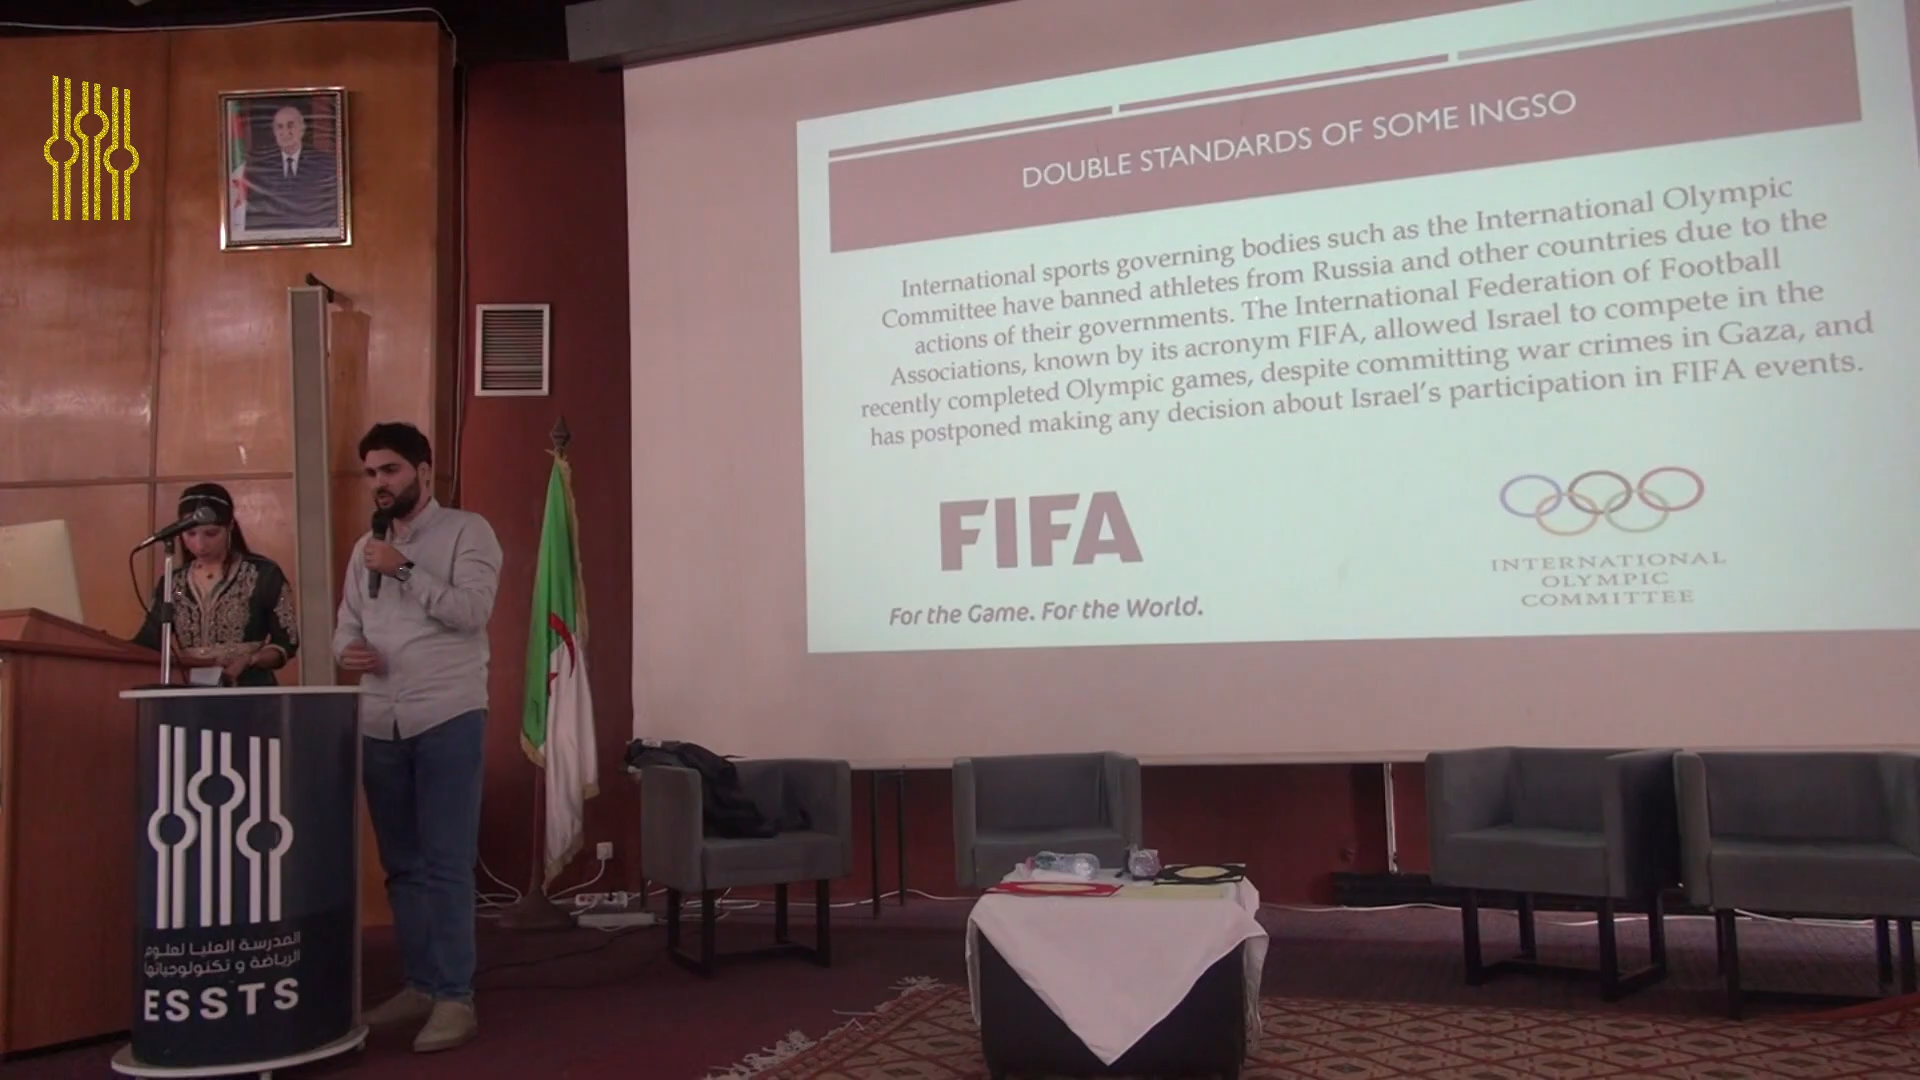 DOUBLE STANDARDS OF SOME INGSO
International sports governing bodies such as the International Olympic
Committee have banned athletes from Russia and other countries due to the
actions of their governments. The International Federation of Football
Associations, known by its acronym FIFA, allowed Israel to compete in the
recently completed Olympic games, despite committing war crimes in Gaza, and
has postponed making any decision about Israel's participation in FIFA events.
FIFA
For the Game. For the World.
INTERNATIONAL
OLYMPIC
COMMITTEE
المدرسة العليا لعلوم
الرياضة و تكنولوجياتها
ESSTS